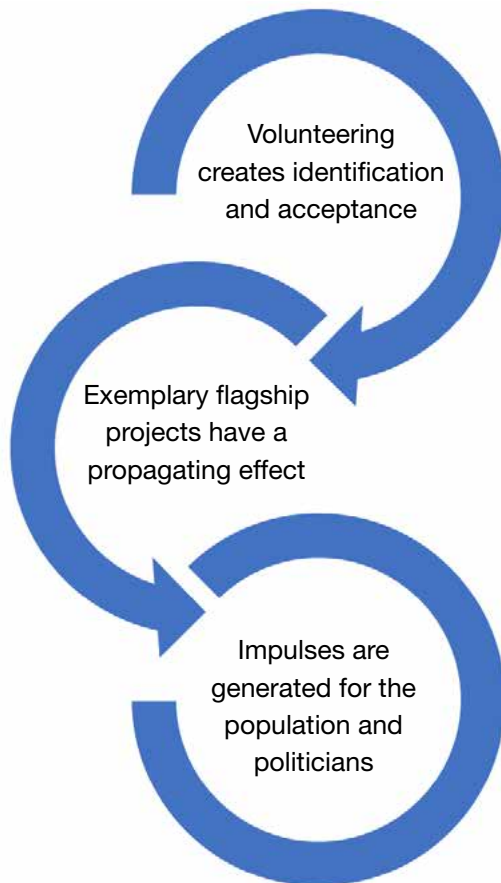 Volunteering
creates identification
and acceptance
Exemplary flagship
projects have a
propagating effect
Impulses are
generated for the
population and
politicians